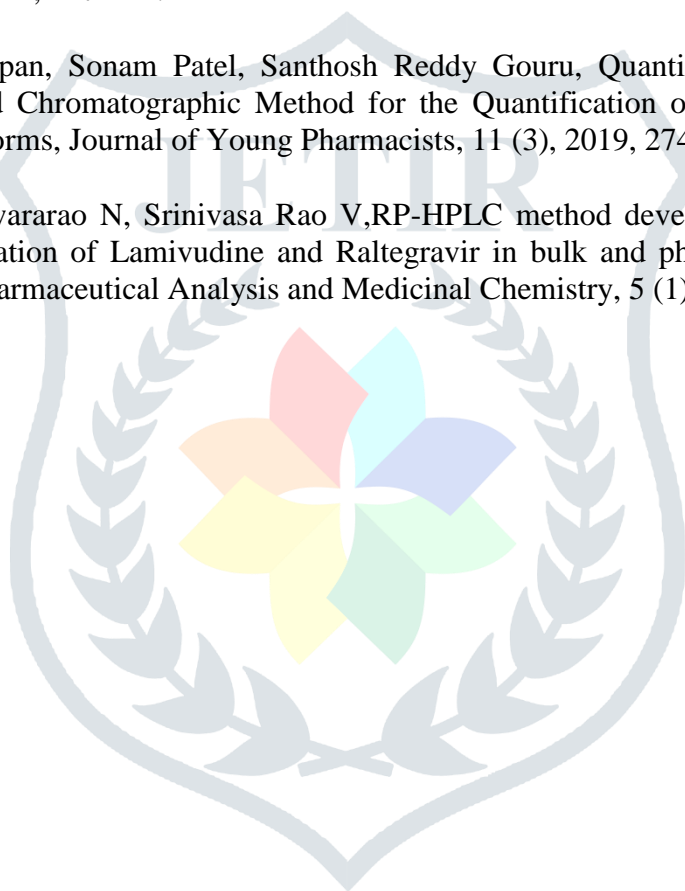 pan, Sonam Patel, Santhosh Reddy Gouru, Quanti
d Chromatographic Method for the Quantification o
orms, Journal of Young Pharmacists, 11 (3), 2019, 274
vararao N, Srinivasa Rao V,RP-HPLC method deve
ation of Lamivudine and Raltegravir in bulk and ph
armaceutical Analysis and Medicinal Chemistry, 5 (1)
JETIR